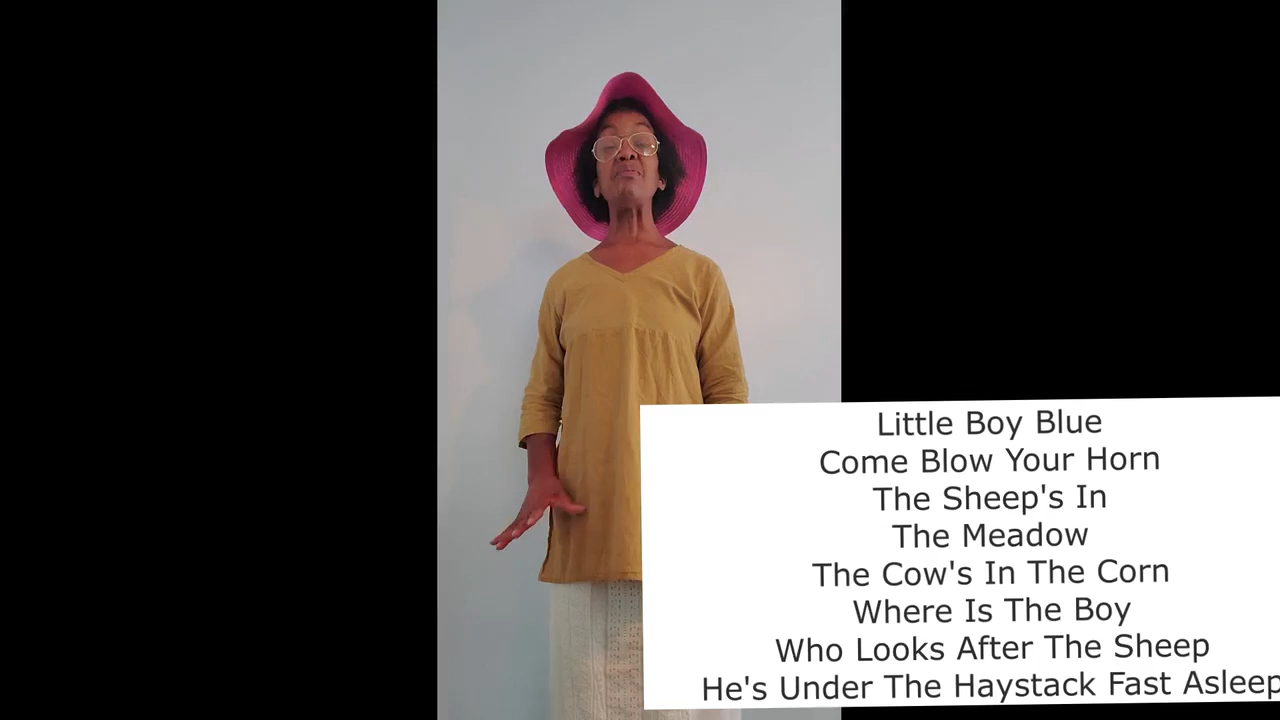 Little Boy Blue
Come Blow Your Horn
The Sheep's In
The Meadow
The Cow's In The Corn
Where Is The Boy
Who Looks After The Sheep
He's Under The Haystack Fast Asleep